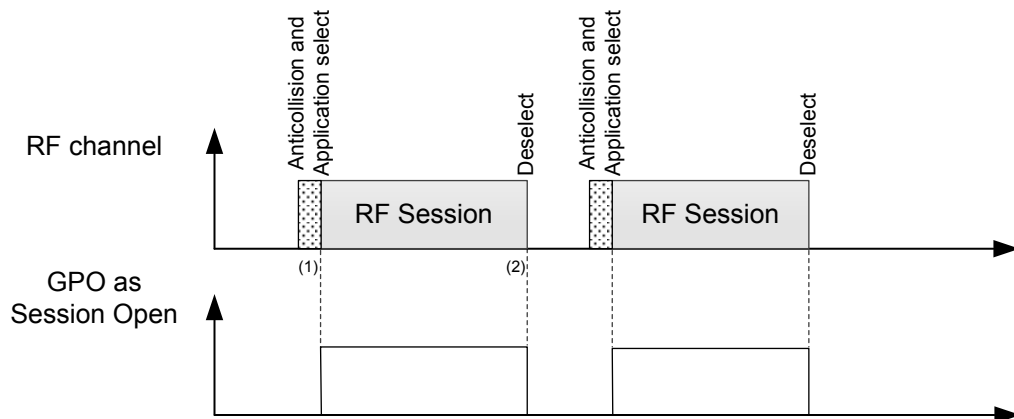 Anticollision and
Application select
Deselect
Anticollision and
Application select
Deselect
RF channel
RF Session
RF Session
(1)
(2)
GPO as
Session Open